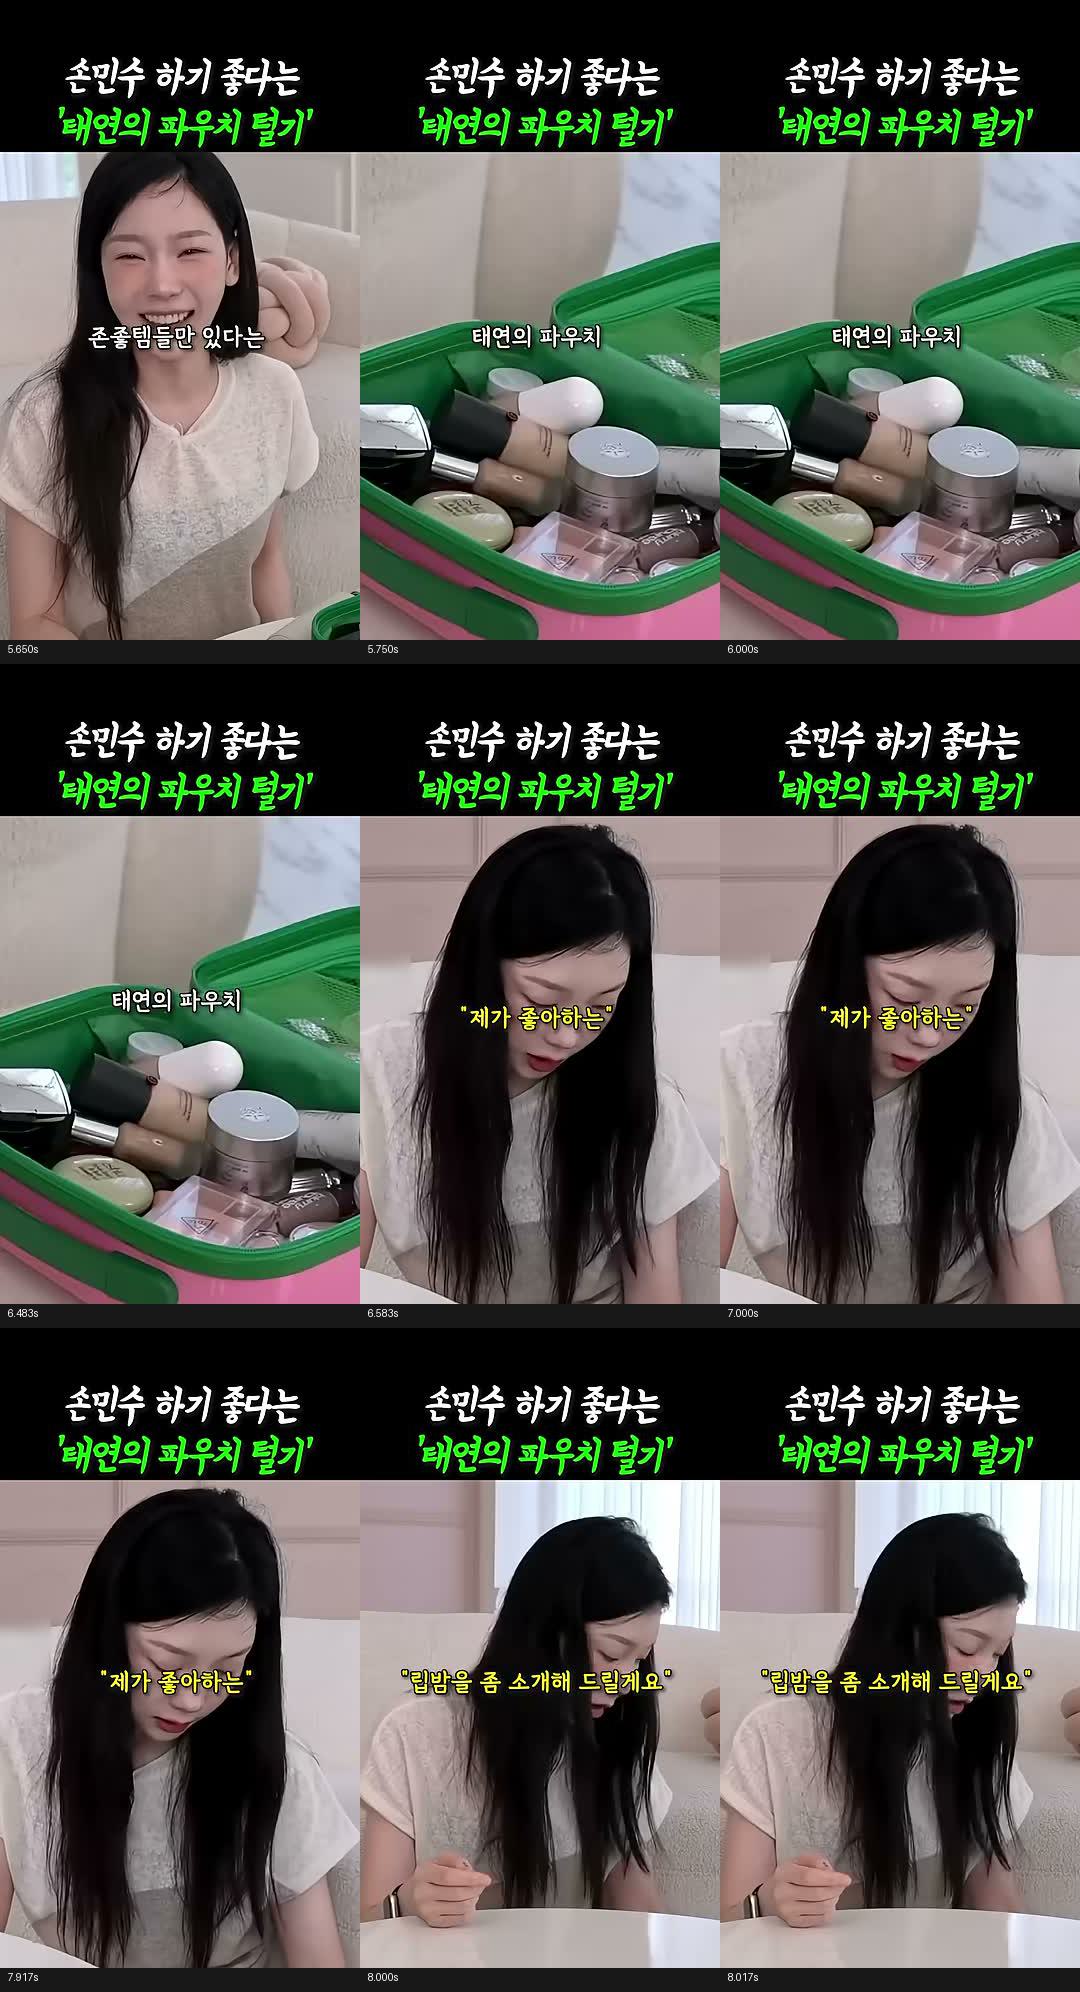 손민수 하기 좋다는
'태연의 파우치 털기'
존좋템들만 있다는
5.650s
손민수 하기 좋다는
'태연의 파우치 털기'
태연의 파우치
5.750s
손민수 하기 좋다는
'태연의 파우치 털기'
태연의 파우치
6.000s
손민수 하기 좋다는
'태연의 파우치 털기'
태연의 파우치
6.483s
손민수 하기 좋다는
'태연의 파우치 털기'
"제가 좋아하는"
6.583s
손민수 하기 좋다는
'태연의 파우치 털기'
"제가 좋아하는"
7.000s
손민수 하기 좋다는
'태연의 파우치 털기'
"제가 좋아하는"
7.917s
손민수 하기 좋다는
'태연의 파우치 털기'
"립밤을 좀 소개해 드릴게요"
8.000s
손민수 하기 좋다는
'태연의 파우치 털기'
"립밤을 좀 소개해 드릴게요"
8.017s